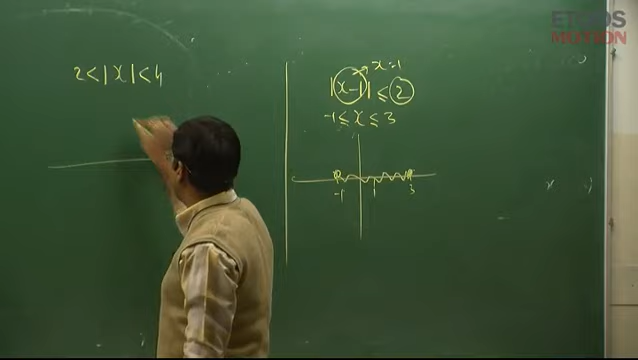 2 < | x | < 4
x = 1
| x - 1 | ≤ 2
-1 ≤ x ≤ 3
-1 1 3
ETOOS
MOTION